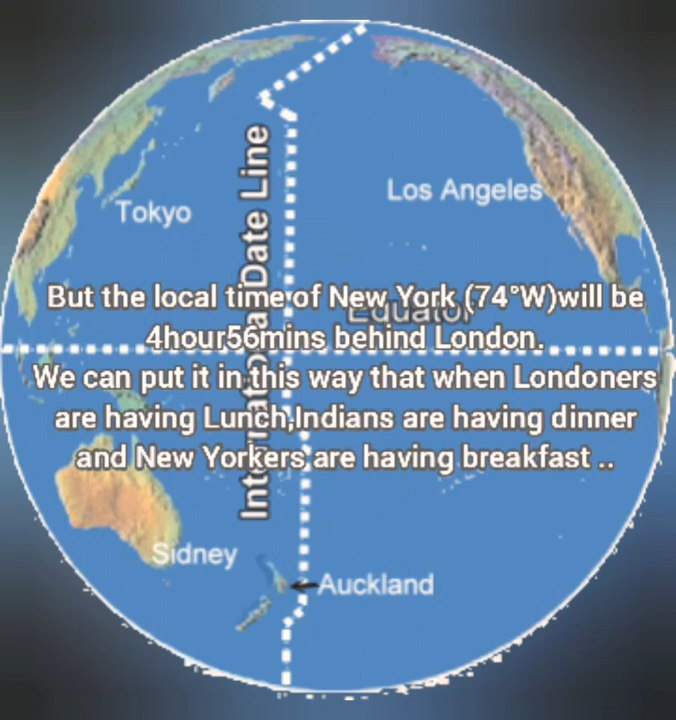 International Date Line
Tokyo
Los Angeles
Equator
But the local time of New York (74°W)will be
4hour56mins behind London.
We can put it in this way that when Londoners
are having Lunch,Indians are having dinner
and New Yorkers are having breakfast ..
Sidney
Auckland